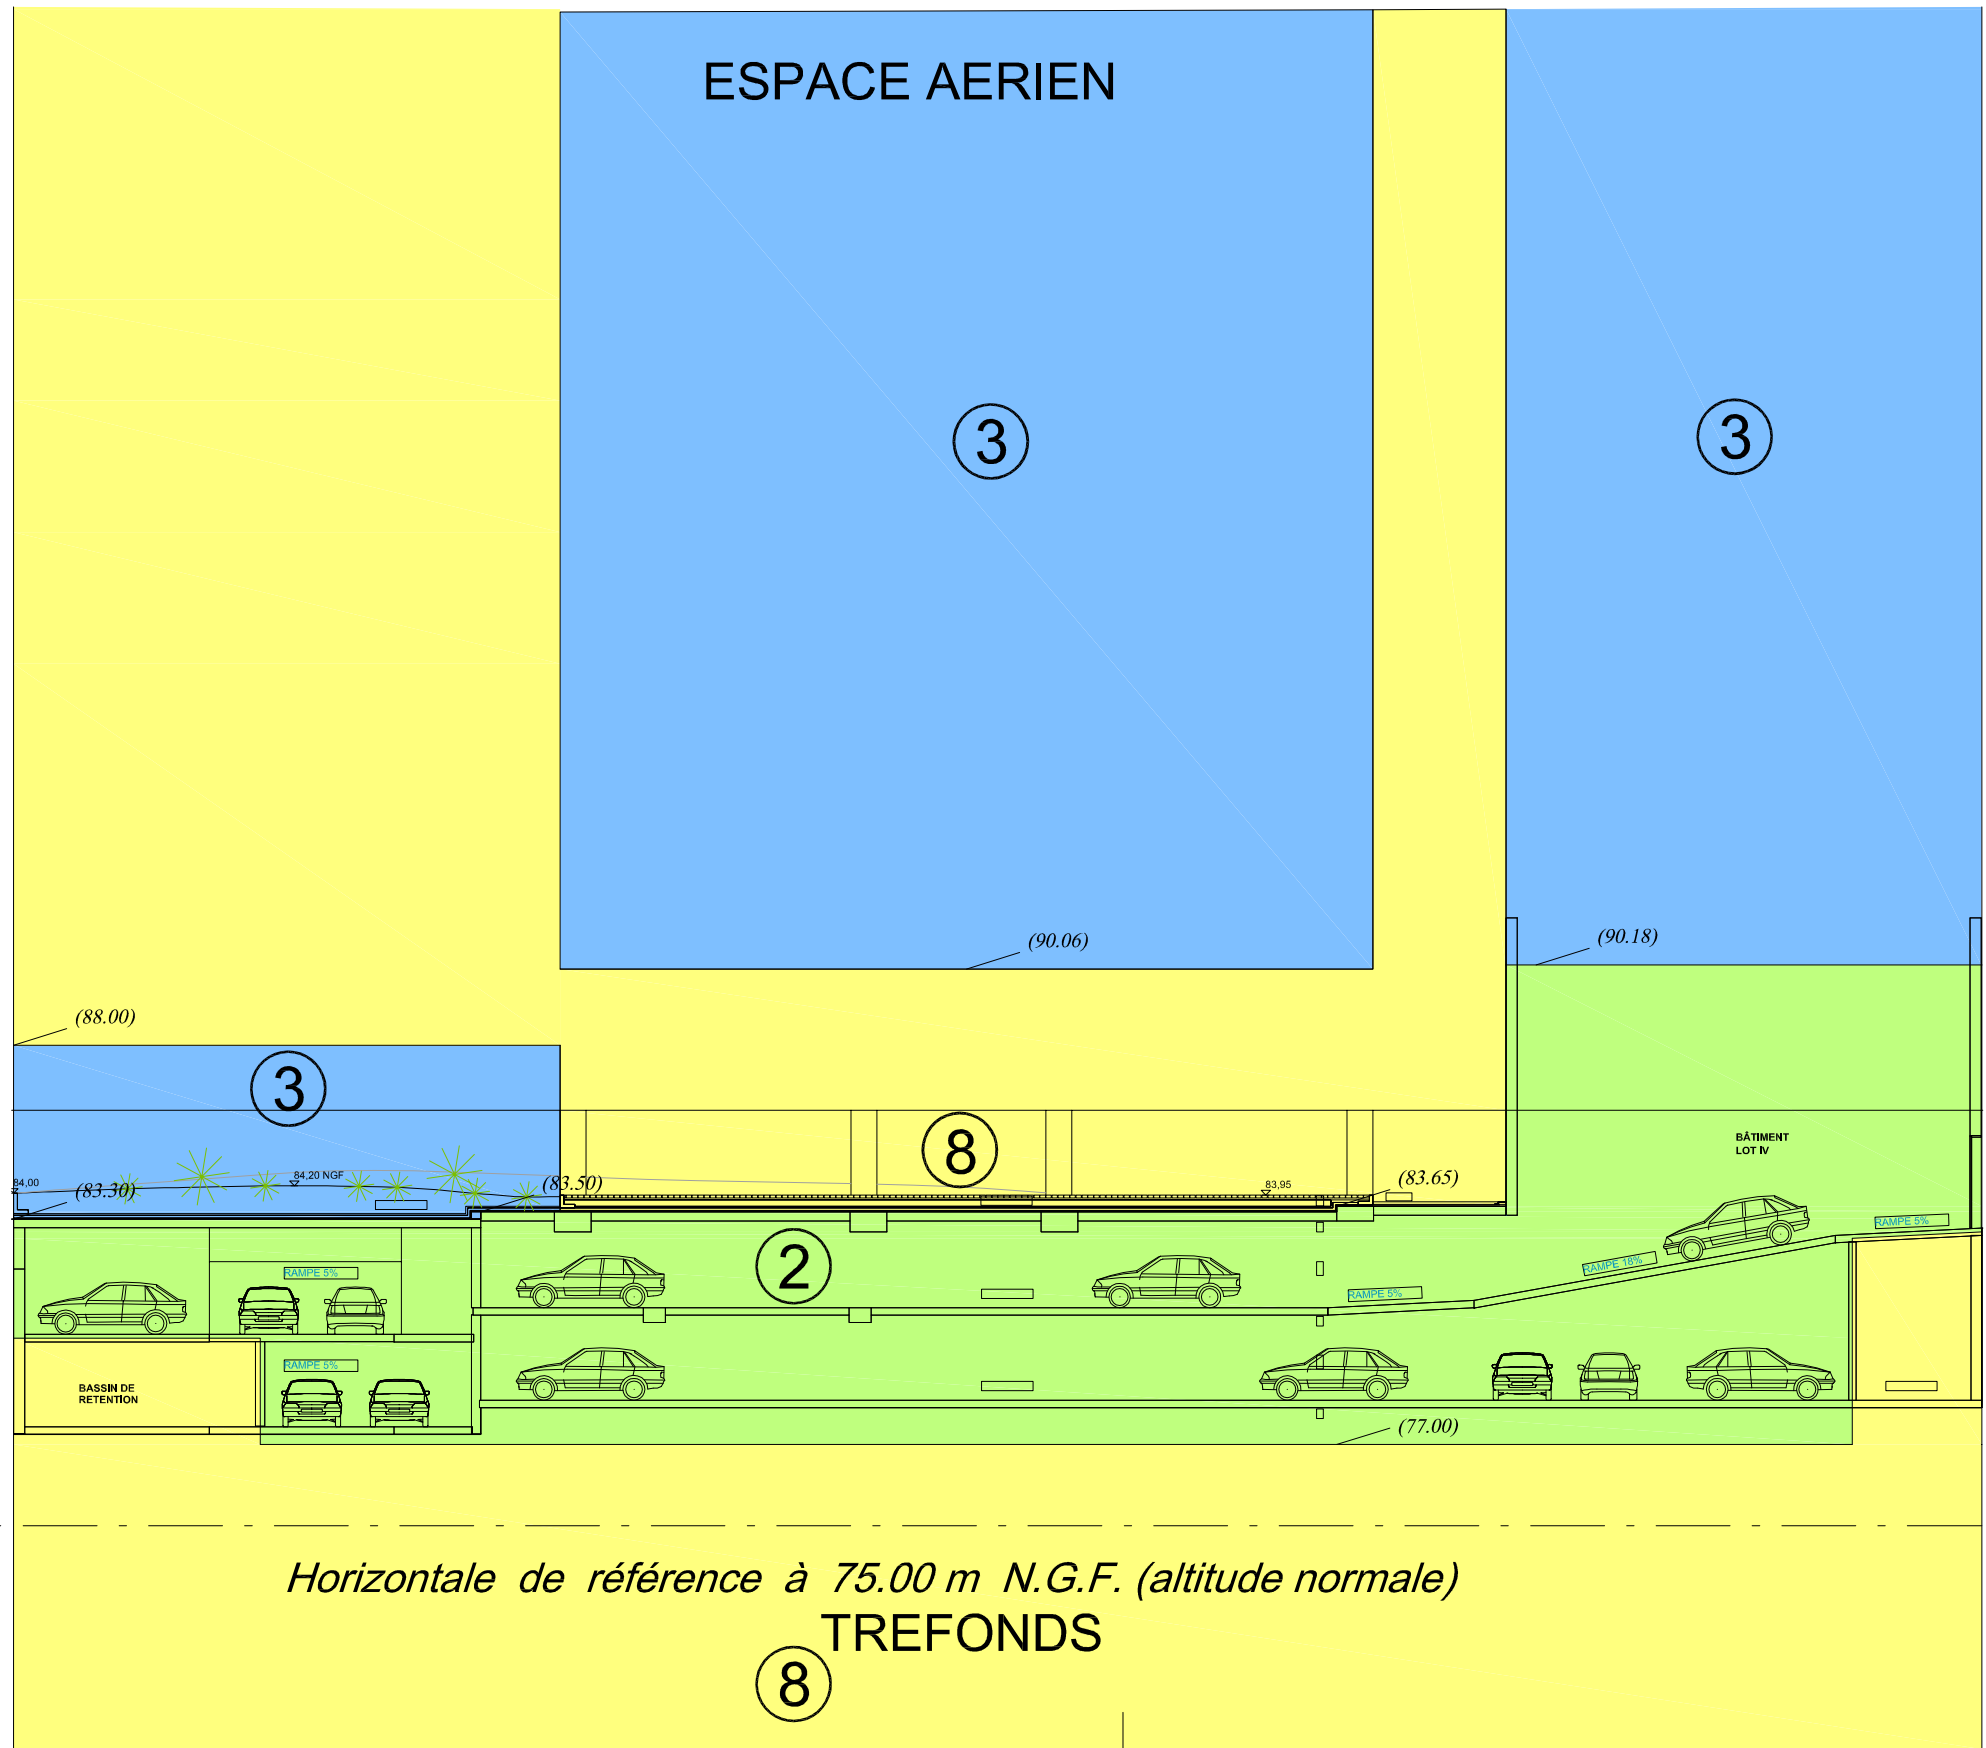 ESPACE AERIEN
3
3
(90.06)
(90.18)
(88.00)
3
8
BÂTIMENT
LOT IV
84,00
(83.30)
84,20 NGF
(83.50)
83,95
(83.65)
RAMPE 5%
2
RAMPE 5%
RAMPE 18%
RAMPE 5%
RAMPE 5%
BASSIN DE
RETENTION
(77.00)
Horizontale de référence à 75.00 m N.G.F. (altitude normale)
TREFONDS
8